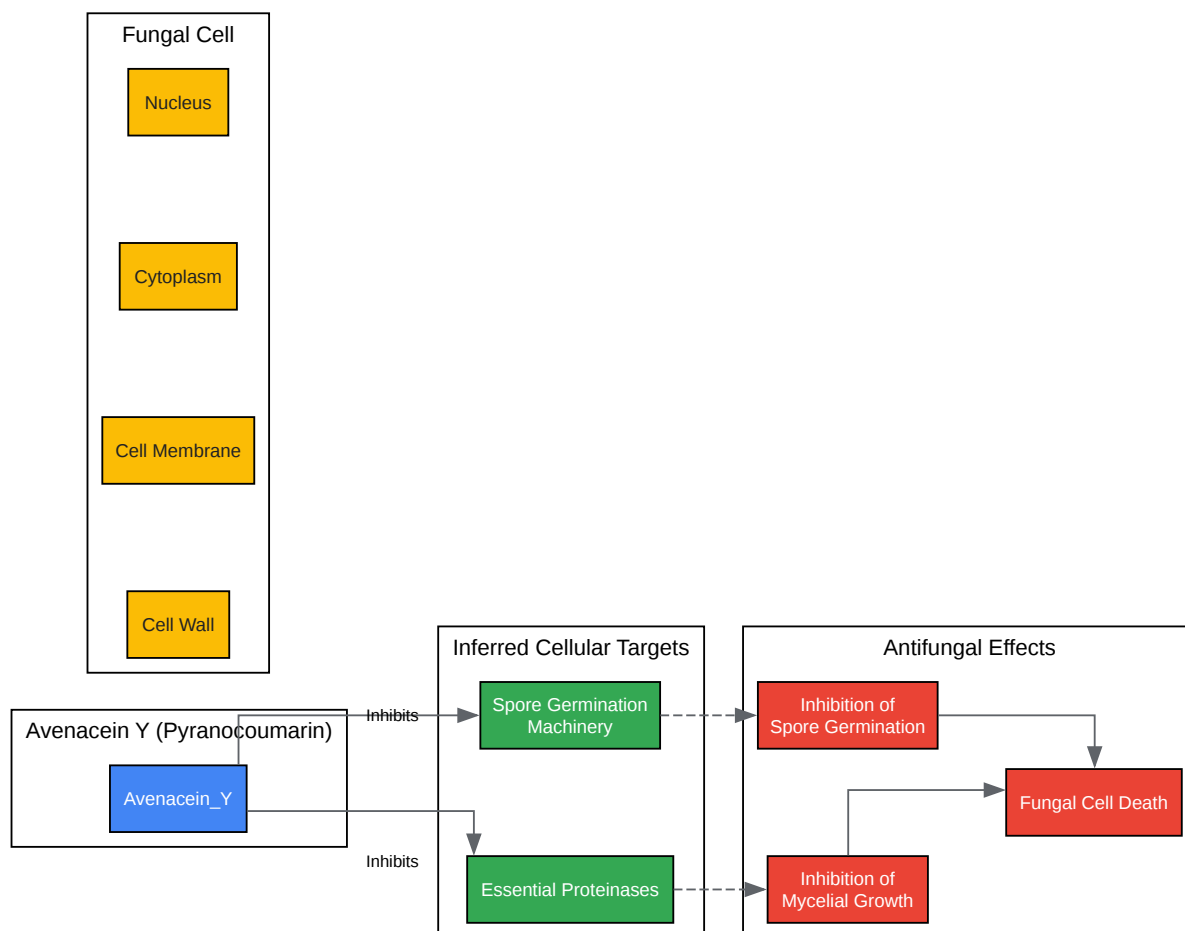 Fungal Cell
Nucleus
Cytoplasm
Cell Membrane
Cell Wall
Avenacein Y (Pyranocoumarin)
Avenacein_Y
Inhibits
Inhibits
Inferred Cellular Targets
Spore Germination
Machinery
Essential Proteinases
Antifungal Effects
Inhibition of
Spore Germination
Fungal Cell Death
Inhibition of
Mycelial Growth